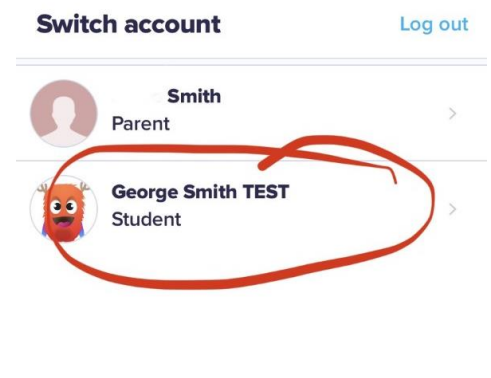 Switch account
Log out
Smith
Parent
George Smith TEST
Student